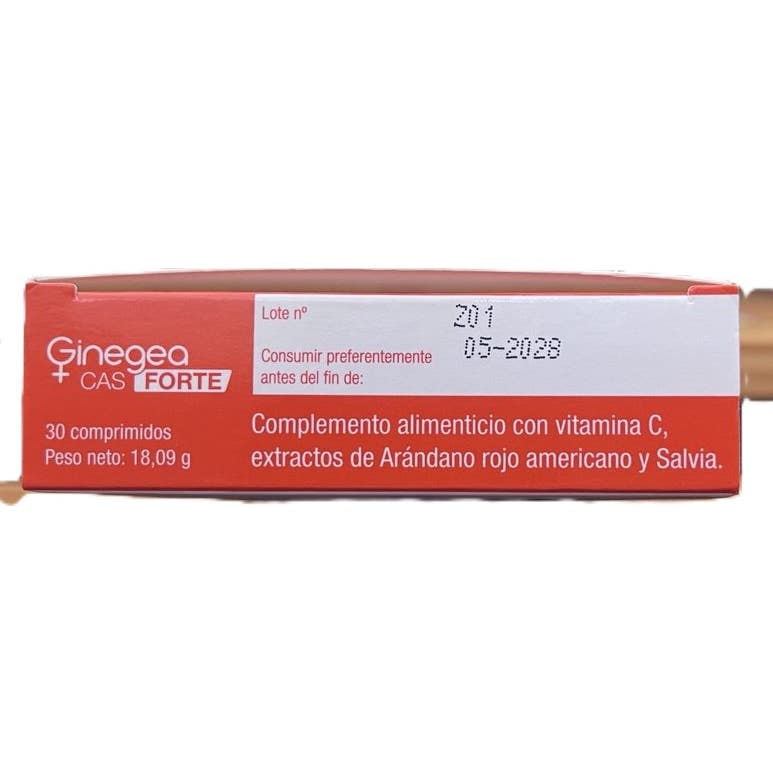 Ginegea
CAS FORTE
30 comprimidos
Peso neto: 18,09 g
Lote nº Z01
Consumir preferentemente 05-2028
antes del fin de:
Complemento alimenticio con vitamina C,
extractos de Arándano rojo americano y Salvia.